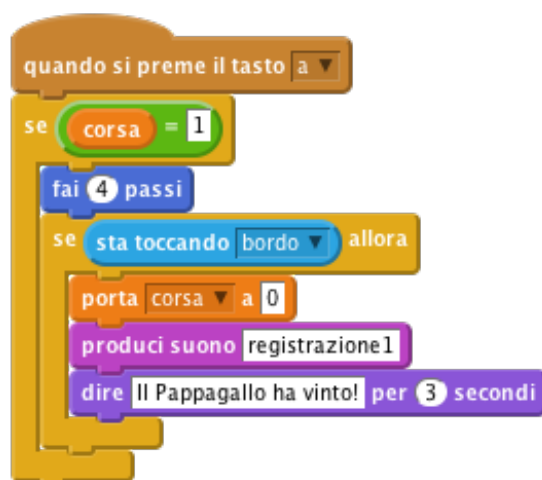 quando si preme il tasto a
se corsa = 1
fai 4 passi
se sta toccando bordo allora
porta corsa a 0
produci suono registrazione1
dire Il Pappagallo ha vinto! per 3 secondi